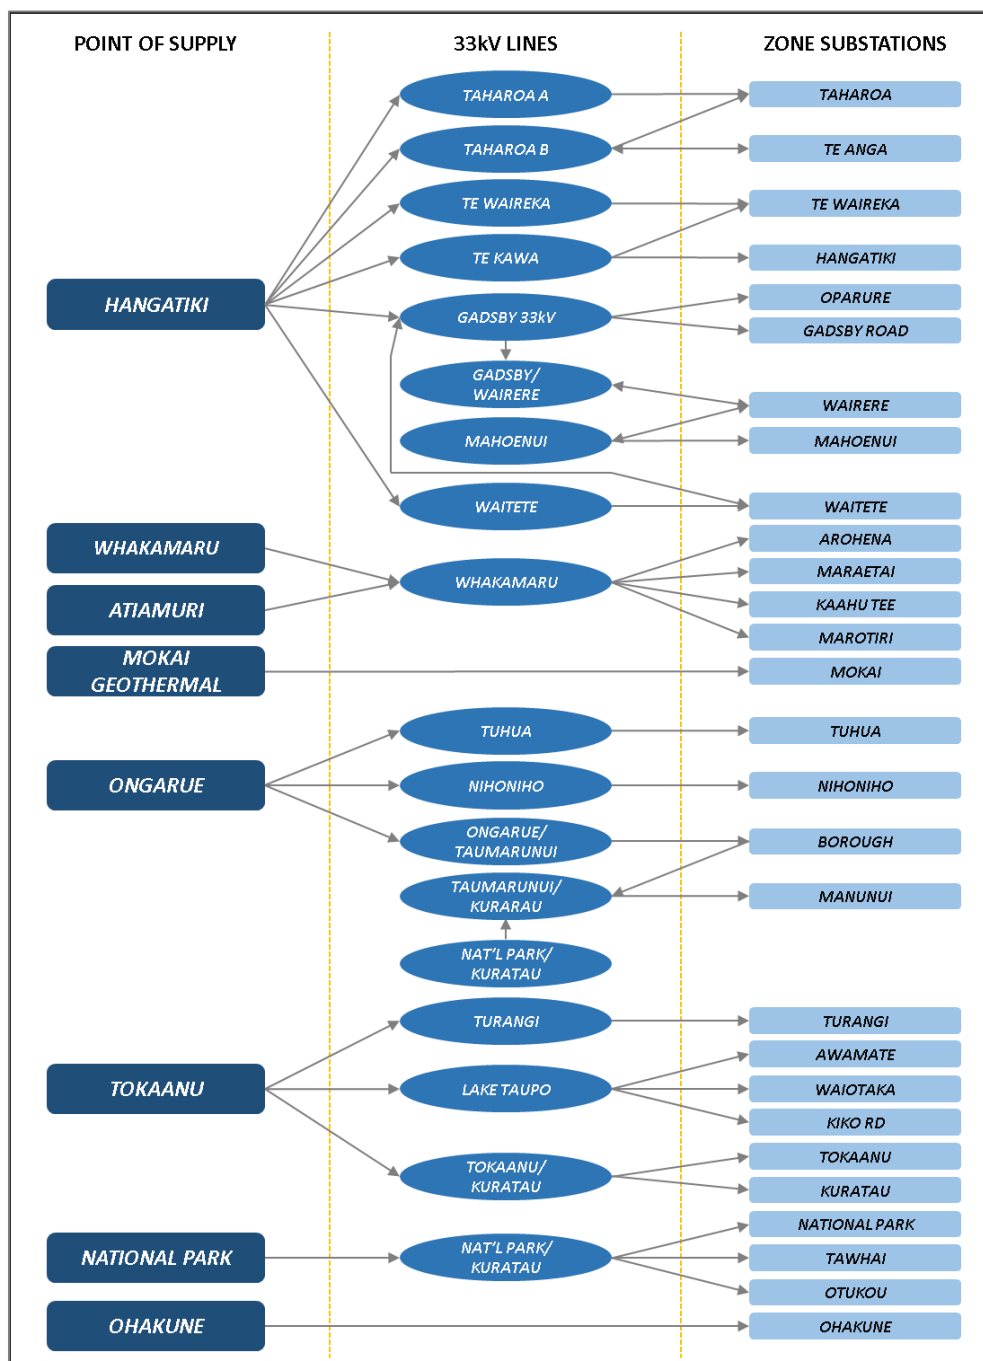 POINT OF SUPPLY
33kV LINES
ZONE SUBSTATIONS
HANGATIKI
WHAKAMARU
ATIAMURI
MOKAI
GEOTHERMAL
ONGARUE
TOKAANU
NATIONAL PARK
OHAKUNE
TAHAROA A
TAHAROA B
TE WAIREKA
TE KAWA
GADSBY 33kV
GADSBY/
WAIRERE
MAHOENUI
WAITETE
WHAKAMARU
TUHUA
NIHONIHO
ONGARUE/
TAUMARUNUI
TAUMARUNUI/
KURARAU
NAT'L PARK/
KURATAU
TURANGI
LAKE TAUPO
TOKAANU/
KURATAU
NAT'L PARK/
KURATAU
TAHAROA
TE ANGA
TE WAIREKA
HANGATIKI
OPARURE
GADSBY ROAD
WAIRERE
MAHOENUI
WAITETE
AROHENA
MARAETAI
KAAHU TEE
MAROTIRI
MOKAI
TUHUA
NIHONIHO
BOROUGH
MANUNUI
TURANGI
AWAMATE
WAIOTAKA
KIKO RD
TOKAANU
KURATAU
NATIONAL PARK
TAWHAI
OTUKOU
OHAKUNE